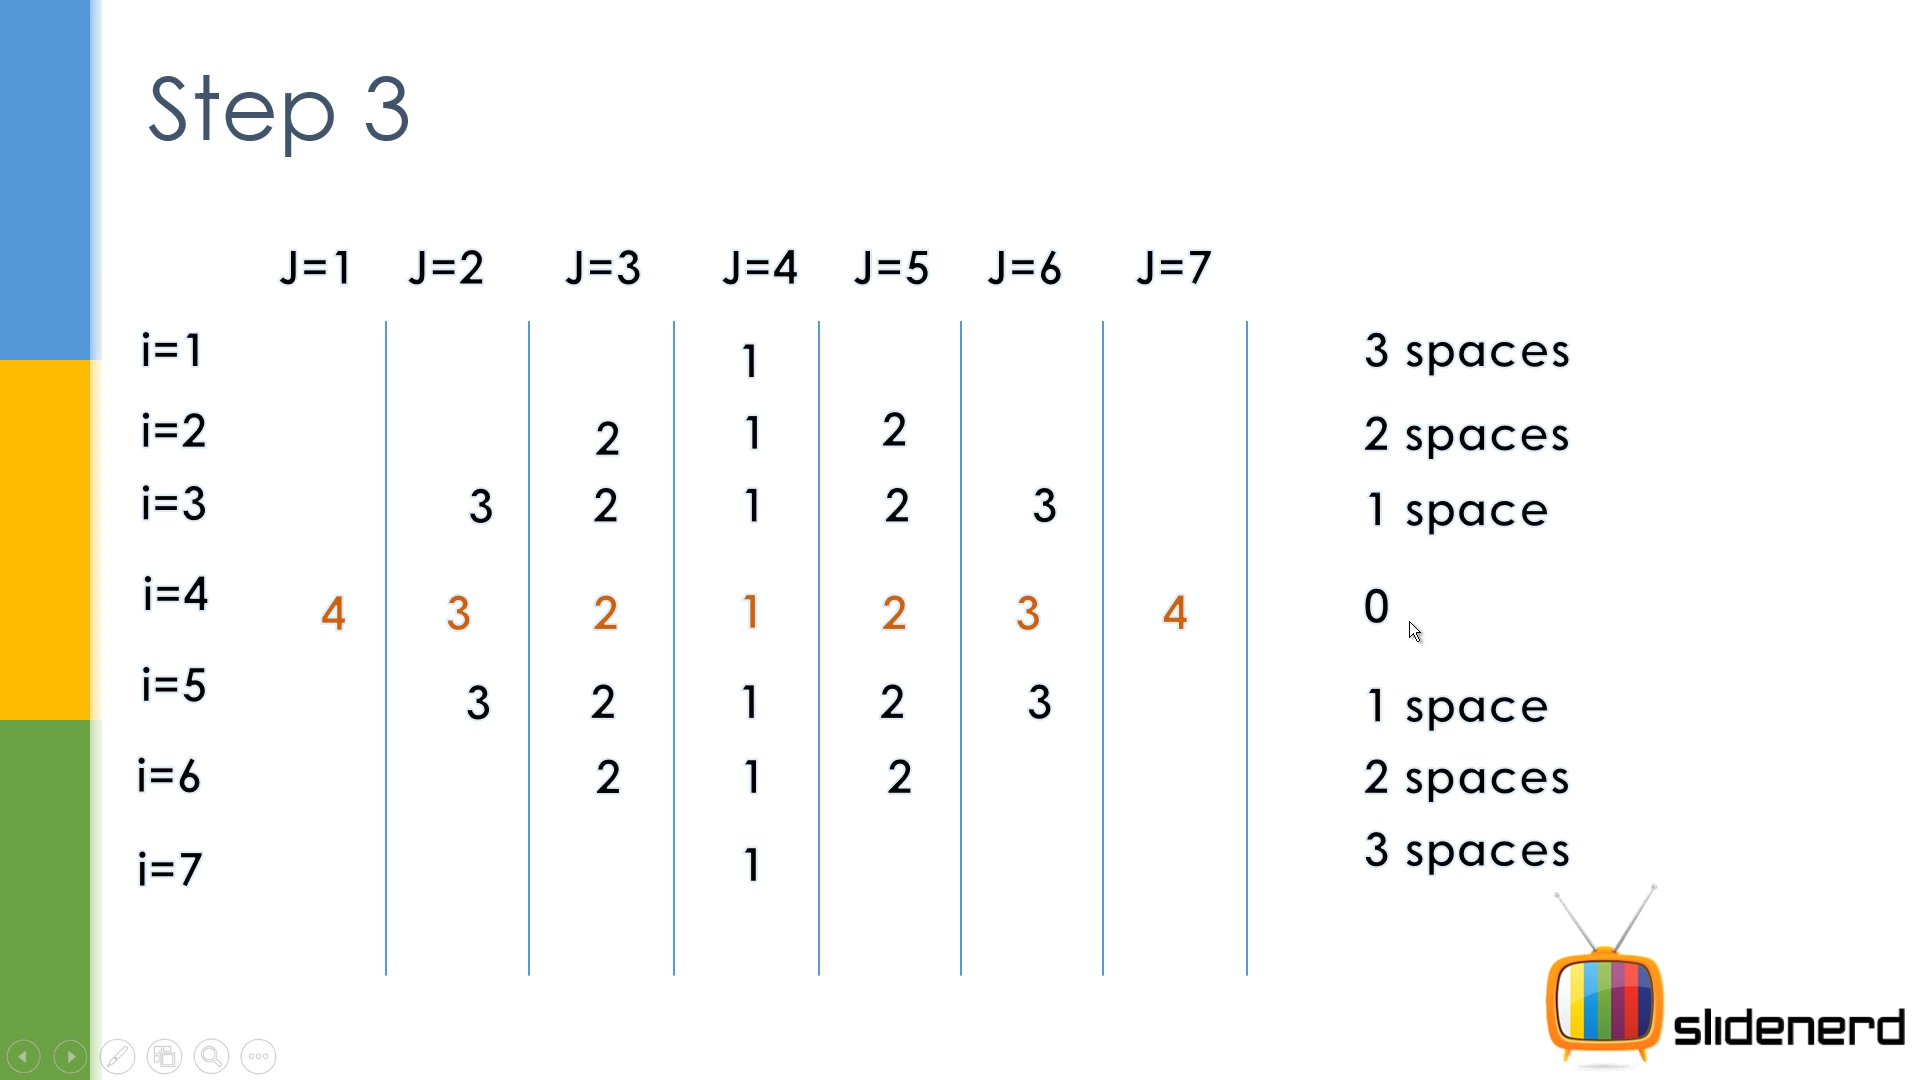 Step 3
J=1 J=2 J=3 J=4 J=5 J=6 J=7
i=1 1 3 spaces
i=2 2 1 2 2 spaces
i=3 3 2 1 2 3 1 space
i=4 4 3 2 1 2 3 4 0
i=5 3 2 1 2 3 1 space
i=6 2 1 2 2 spaces
i=7 1 3 spaces
slidenerd